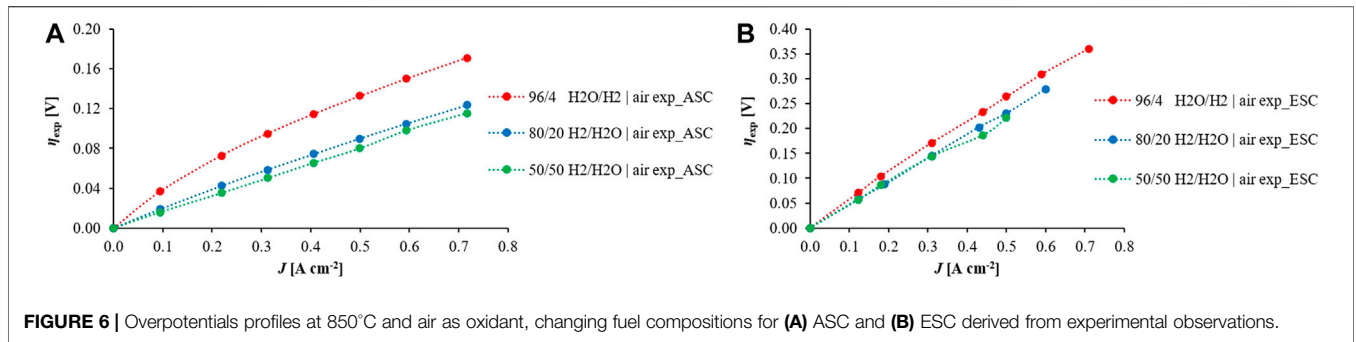 A
η exp [V]
0.20
0.16
0.12
0.08
0.04
0.00
0.0 0.1 0.2 0.3 0.4 0.5 0.6 0.7 0.8
J [A cm-2]
96/4 H2O/H2 | air exp_ASC
80/20 H2/H2O | air exp_ASC
50/50 H2/H2O | air exp_ASC
B
η exp [V]
0.40
0.35
0.30
0.25
0.20
0.15
0.10
0.05
0.00
0.0 0.1 0.2 0.3 0.4 0.5 0.6 0.7 0.8
J [A cm-2]
96/4 H2O/H2 | air exp_ESC
80/20 H2/H2O | air exp_ESC
50/50 H2/H2O | air exp_ESC
FIGURE 6 | Overpotentials profiles at 850°C and air as oxidant, changing fuel compositions for (A) ASC and (B) ESC derived from experimental observations.